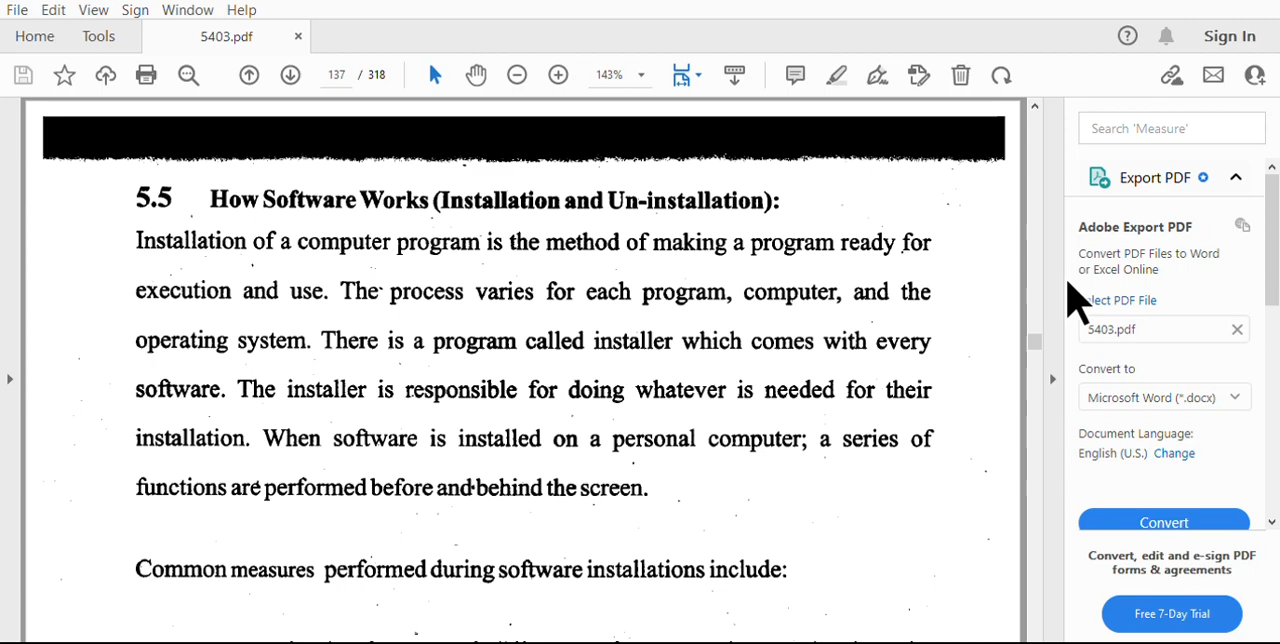 File Edit View Sign Window Help
Home Tools 5403.pdf × Sign In
137 / 318 143%
Search 'Measure'
Export PDF
Adobe Export PDF
Convert PDF Files to Word
or Excel Online
lect PDF File
5403.pdf
Convert to
Microsoft Word (*.docx)
Document Language:
English (U.S.) Change
Convert
Convert, edit and e-sign PDF
forms & agreements
Free 7-Day Trial
5.5 How Software Works (Installation and Un-installation):
Installation of a computer program is the method of making a program ready for
execution and use. The process varies for each program, computer, and the
operating system. There is a program called installer which comes with every
software. The installer is responsible for doing whatever is needed for their
installation. When software is installed on a personal computer; a series of
functions are performed before and behind the screen.
Common measures performed during software installations include: